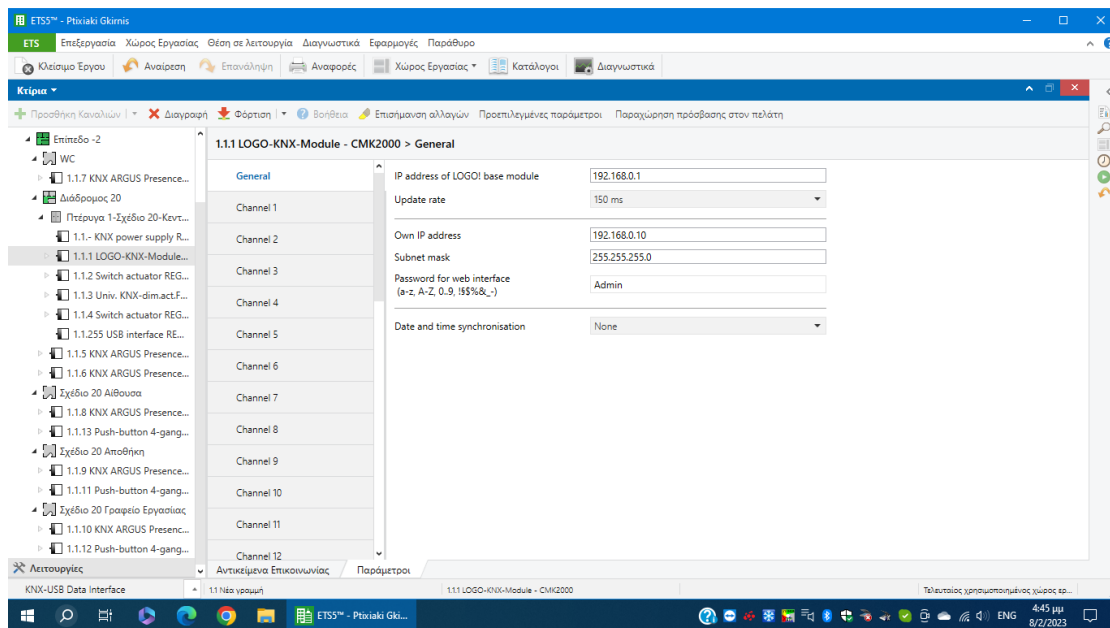 ETS5™ - Ptixiaki Gkirnis
ETS Επεξεργασία Χώρος Εργασίας Θέση σε λειτουργία Διαγνωστικά Εφαρμογές Παράθυρο
Κλείσιμο Έργου Αναίρεση Επανάληψη Αναφορές Χώρος Εργασίας Κατάλογοι Διαγνωστικά
Κτίρια
Προσθήκη Καναλιών Διαγραφή Φόρτιση Βοήθεια Επισήμανση αλλαγών Προεπιλεγμένες παράμετροι Παραχώρηση πρόσβασης στον πελάτη
Επίπεδο -2
WC
1.1.7 KNX ARGUS Presence...
Διάδρομος 20
Πτέρυγα 1-Σχέδιο 20-Κεντ...
1.1.- KNX power supply R...
1.1.1 LOGO-KNX-Module...
1.1.2 Switch actuator REG...
1.1.3 Univ. KNX-dim.act.F...
1.1.4 Switch actuator REG...
1.1.255 USB interface RE...
1.1.5 KNX ARGUS Presence...
1.1.6 KNX ARGUS Presence...
Σχέδιο 20 Αίθουσα
1.1.8 KNX ARGUS Presence...
1.1.13 Push-button 4-gang...
Σχέδιο 20 Αποθήκη
1.1.9 KNX ARGUS Presence...
1.1.11 Push-button 4-gang...
Σχέδιο 20 Γραφείο Εργασίας
1.1.10 KNX ARGUS Presenc...
1.1.12 Push-button 4-gang...
Λειτουργίες
1.1.1 LOGO-KNX-Module - CMK2000 > General
General
Channel 1
Channel 2
Channel 3
Channel 4
Channel 5
Channel 6
Channel 7
Channel 8
Channel 9
Channel 10
Channel 11
Channel 12
IP address of LOGO! base module 192.168.0.1
Update rate 150 ms
Own IP address 192.168.0.10
Subnet mask 255.255.255.0
Password for web interface
(a-z, A-Z, 0..9, !§$%&_-) Admin
Date and time synchronisation None
Αντικείμενα Επικοινωνίας Παράμετροι
KNX-USB Data Interface 1.1 Νέα γραμμή 1.1.1 LOGO-KNX-Module - CMK2000 Τελευταίος χρησιμοποιημένος χώρος ερ...
ETS5™ - Ptixiaki Gki... ENG 4:45 μμ
8/2/2023